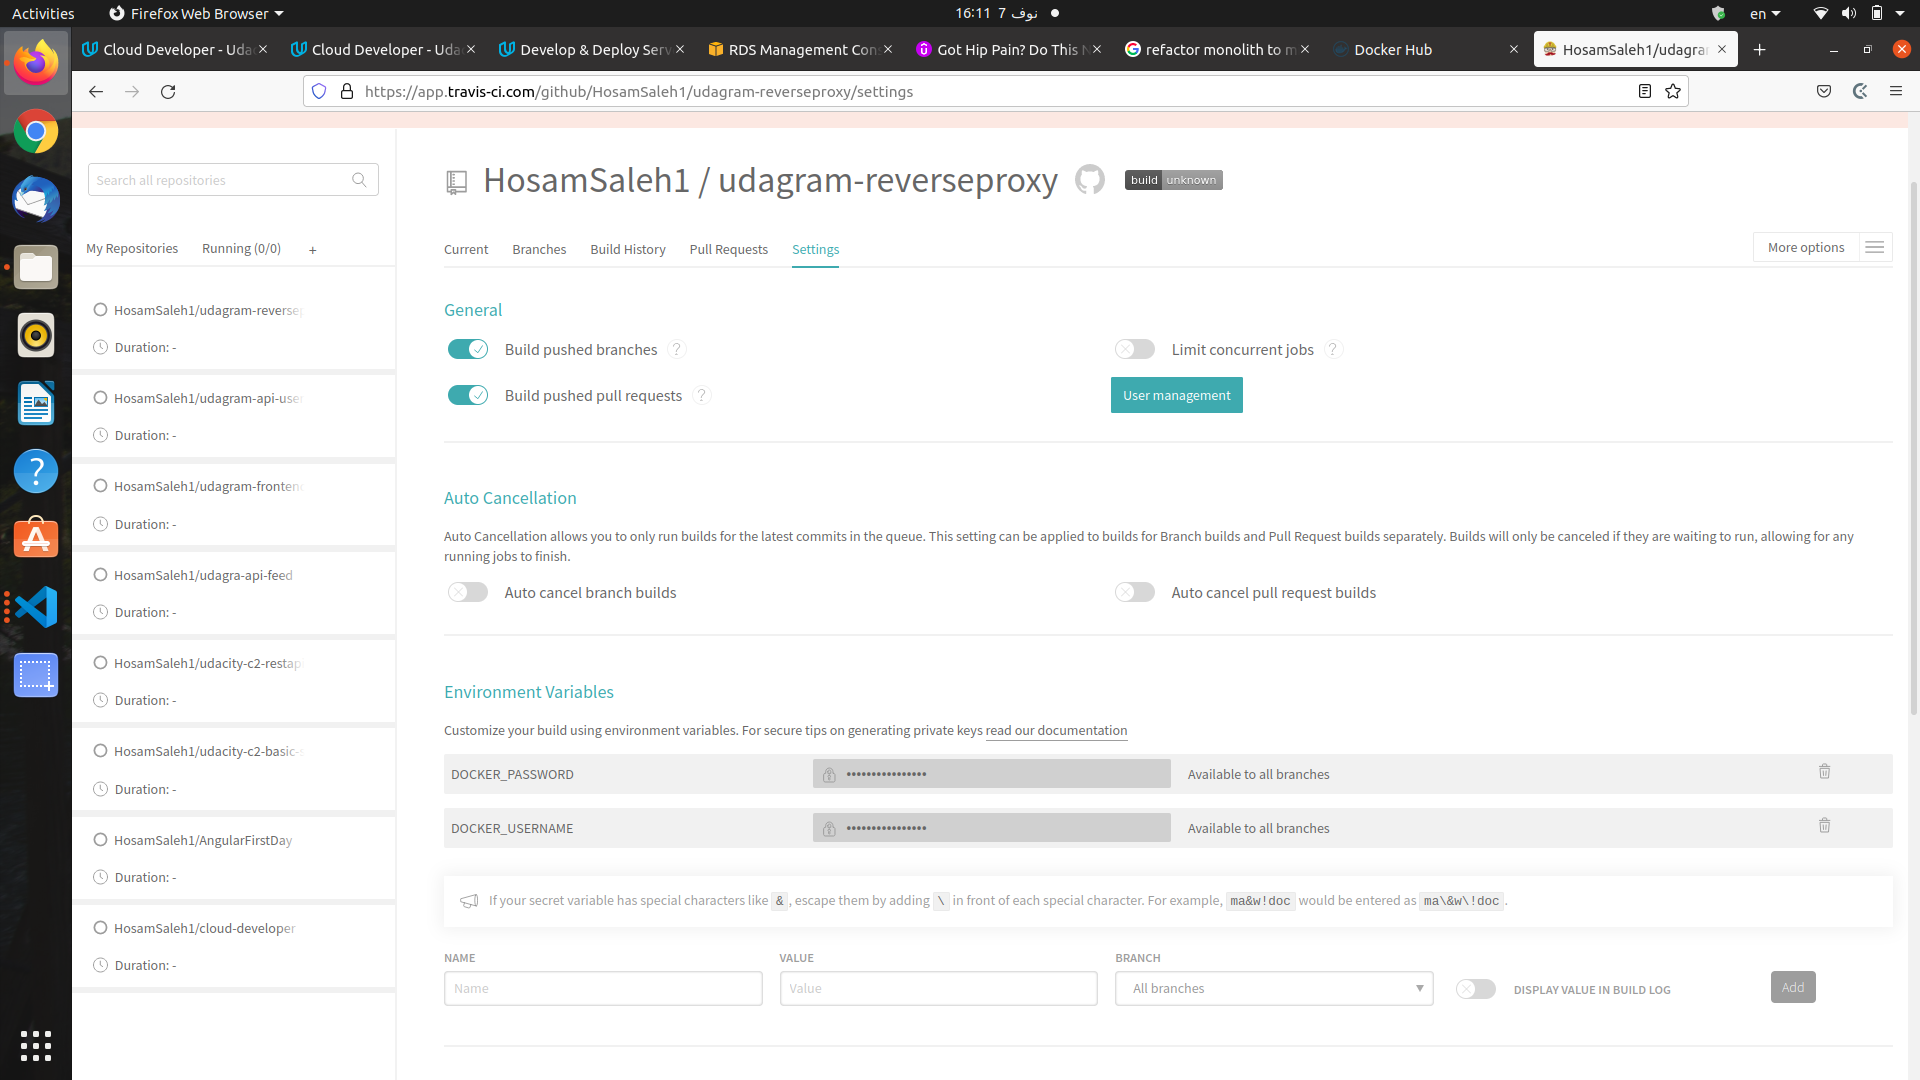 Activities
Firefox Web Browser
16:11 7 نوف
en
Cloud Developer - Uda
Cloud Developer - Uda
Develop & Deploy Serv
RDS Management Cons
Got Hip Pain? Do This N
refactor monolith to m
Docker Hub
HosamSaleh1/udagra
https://app.travis-ci.com/github/HosamSaleh1/udagram-reverseproxy/settings
Search all repositories
My Repositories
Running (0/0)
+
HosamSaleh1/udagram-reversep
Duration: -
HosamSaleh1/udagram-api-user
Duration: -
HosamSaleh1/udagram-frontend
Duration: -
HosamSaleh1/udagra-api-feed
Duration: -
HosamSaleh1/udacity-c2-restapi
Duration: -
HosamSaleh1/udacity-c2-basic-s
Duration: -
HosamSaleh1/AngularFirstDay
Duration: -
HosamSaleh1/cloud-developer
Duration: -
HosamSaleh1 / udagram-reverseproxy
build unknown
Current
Branches
Build History
Pull Requests
Settings
More options
General
Build pushed branches ?
Limit concurrent jobs ?
Build pushed pull requests ?
User management
Auto Cancellation
Auto Cancellation allows you to only run builds for the latest commits in the queue. This setting can be applied to builds for Branch builds and Pull Request builds separately. Builds will only be canceled if they are waiting to run, allowing for any
running jobs to finish.
Auto cancel branch builds
Auto cancel pull request builds
Environment Variables
Customize your build using environment variables. For secure tips on generating private keys read our documentation
DOCKER_PASSWORD
••••••••••••••••
Available to all branches
DOCKER_USERNAME
••••••••••••••••
Available to all branches
If your secret variable has special characters like &, escape them by adding \ in front of each special character. For example, ma&w!doc would be entered as ma\&w\!doc.
NAME
VALUE
BRANCH
Name
Value
All branches
DISPLAY VALUE IN BUILD LOG
Add